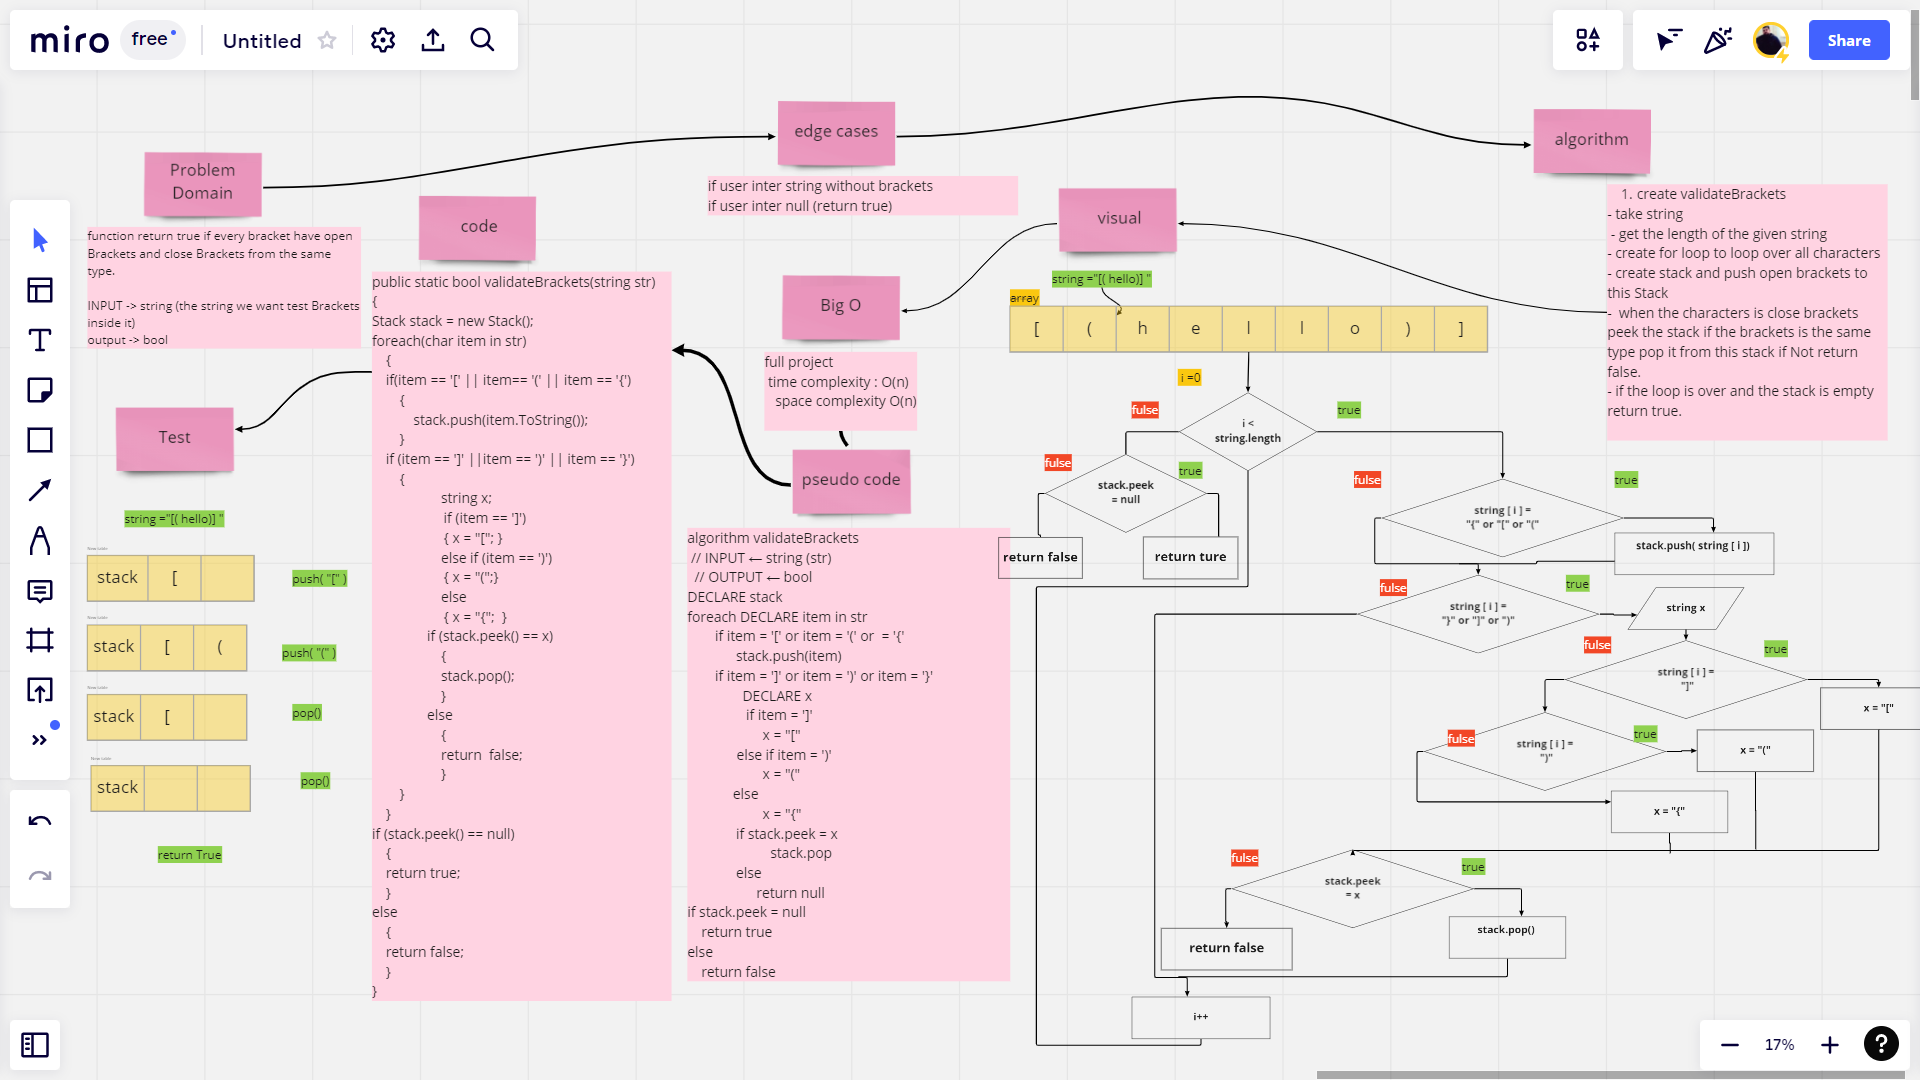 miro
free
Untitled
Share
Problem
Domain
function return true if every bracket have open
Brackets and close Brackets from the same
type.
INPUT -> string (the string we want test Brackets
inside it)
output -> bool
edge cases
if user inter string without brackets
if user inter null (return true)
algorithm
1. create validateBrackets
- take string
- get the length of the given string
- create for loop to loop over all characters
- create stack and push open brackets to
this Stack
- when the characters is close brackets
peek the stack if the brackets is the same
type pop it from this stack if Not return
false.
- if the loop is over and the stack is empty
return true.
visual
string ="[( hello)] "
array
[ ( h e l l o ) ]
i =0
fulse
true
i <
string.length
fulse
true
stack.peek
= null
return false
return ture
fulse
true
string [ i ] =
"{" or "[" or "("
stack.push( string [ i ])
fulse
true
string [ i ] =
"}" or "]" or ")"
string x
fulse
true
string [ i ] =
"]"
x = "["
fulse
true
string [ i ] =
")"
x = "("
x = "{"
fulse
true
stack.peek
= x
return false
stack.pop()
i++
Big O
full project
time complexity : O(n)
space complexity O(n)
pseudo code
algorithm validateBrackets
// INPUT ← string (str)
// OUTPUT ← bool
DECLARE stack
foreach DECLARE item in str
if item = '[' or item = '(' or  = '{'
stack.push(item)
if item = ']' or item = ')' or item = '}'
DECLARE x
if item = ']'
x = "["
else if item = ')'
x = "("
else
x = "{"
if stack.peek = x
stack.pop
else
return null
if stack.peek = null
return true
else
return false
code
public static bool validateBrackets(string str)
{
Stack stack = new Stack();
foreach(char item in str)
{
if(item == '[' || item== '(' || item == '{')
{
stack.push(item.ToString());
}
if (item == ']' ||item == ')' || item == '}')
{
string x;
if (item == ']')
{ x = "["; }
else if (item == ')')
{ x = "(";}
else
{ x = "{";  }
if (stack.peek() == x)
{
stack.pop();
}
else
{
return  false;
}
}
}
if (stack.peek() == null)
{
return true;
}
else
{
return false;
}
}
Test
string ="[( hello)] "
New table
stack [
push( "[" )
New table
stack [ (
push( "(" )
New table
stack [
pop()
New table
stack
pop()
return True
17%